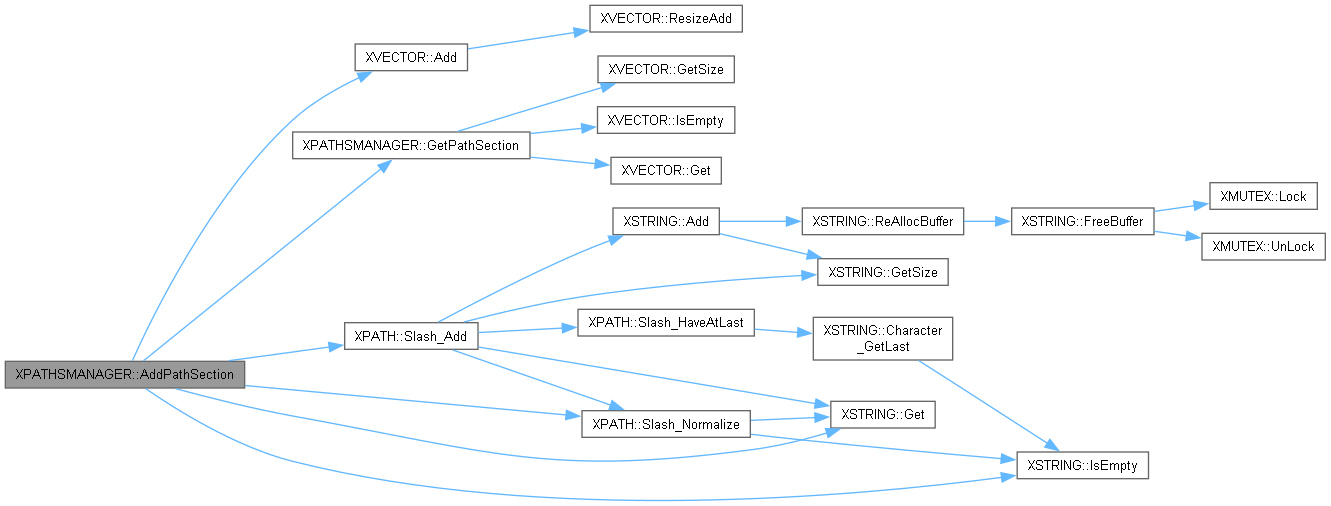 XVECTOR::ResizeAdd
XVECTOR::Add
XVECTOR::GetSize
XVECTOR::IsEmpty
XPATHSMANAGER::GetPathSection
XVECTOR::Get
XMUTEX::Lock
XSTRING::Add
XSTRING::ReAllocBuffer
XSTRING::FreeBuffer
XMUTEX::UnLock
XSTRING::GetSize
XPATH::Slash_HaveAtLast
XPATH::Slash_Add
XSTRING::Character
_GetLast
XPATHSMANAGER::AddPathSection
XSTRING::Get
XPATH::Slash_Normalize
XSTRING::IsEmpty